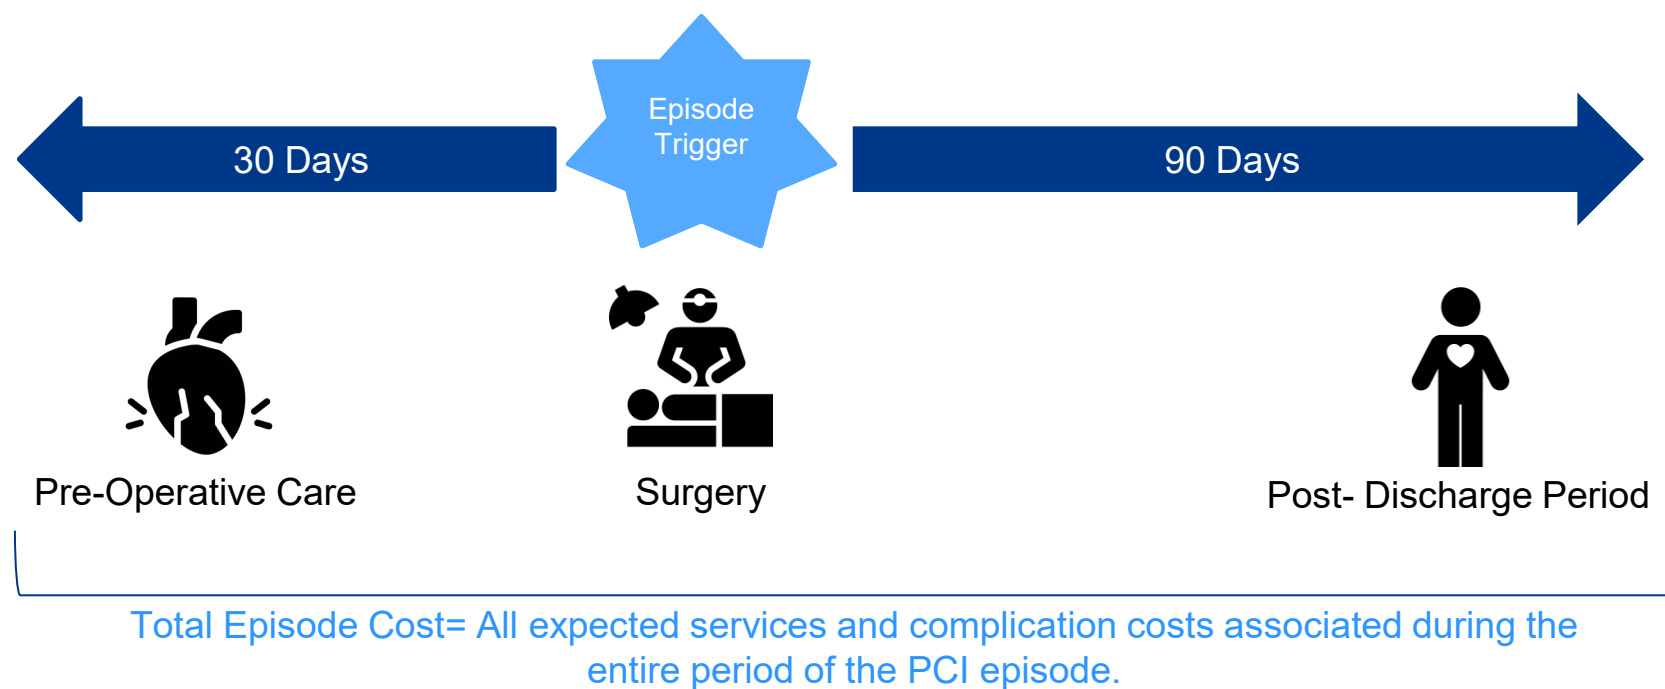 Episode
Trigger
30 Days
90 Days
Pre-Operative Care
Surgery
Post- Discharge Period
Total Episode Cost= All expected services and complication costs associated during the
entire period of the PCI episode.